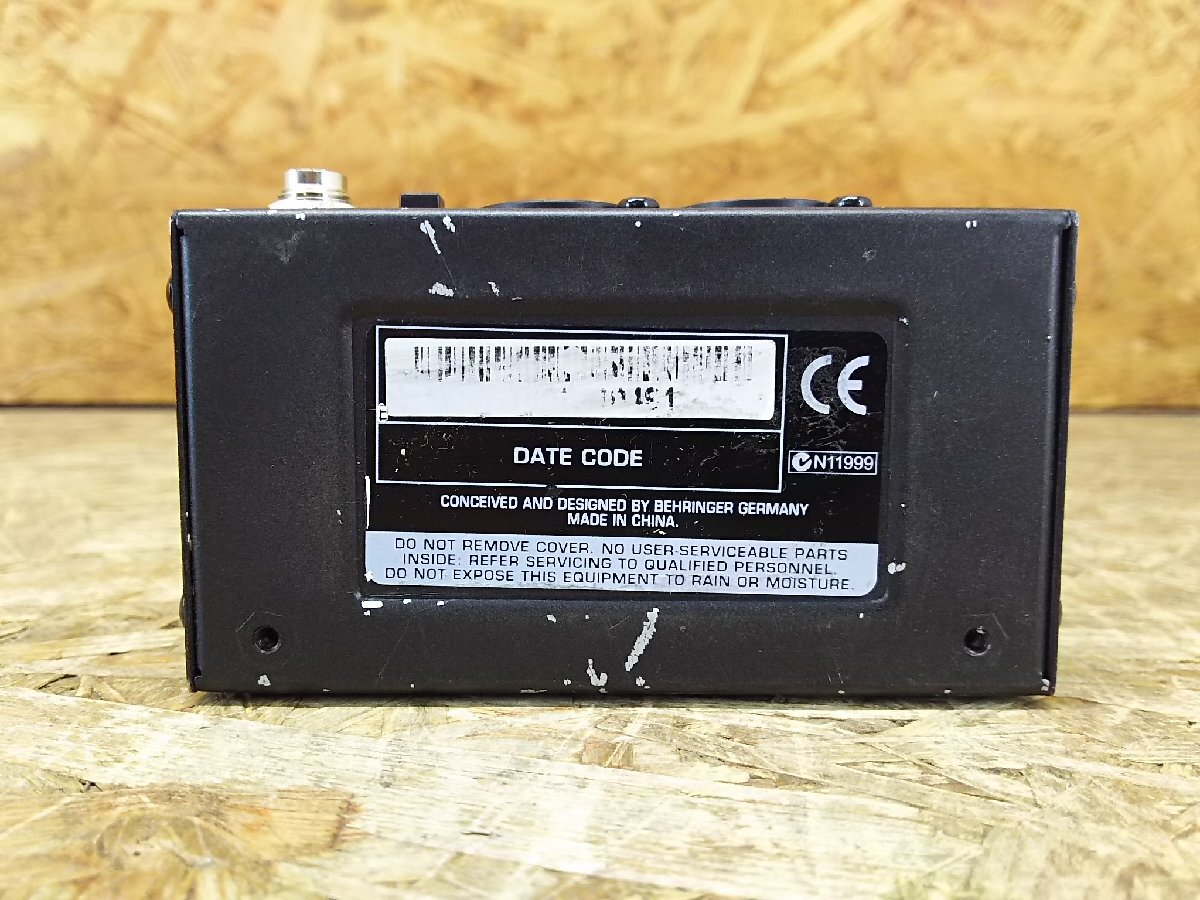 CE
DATE CODE
N11999
CONCEIVED AND DESIGNED BY BEHRINGER GERMANY
MADE IN CHINA.
DO NOT REMOVE COVER. NO USER-SERVICEABLE PARTS
INSIDE: REFER SERVICING TO QUALIFIED PERSONNEL.
DO NOT EXPOSE THIS EQUIPMENT TO RAIN OR MOISTURE.